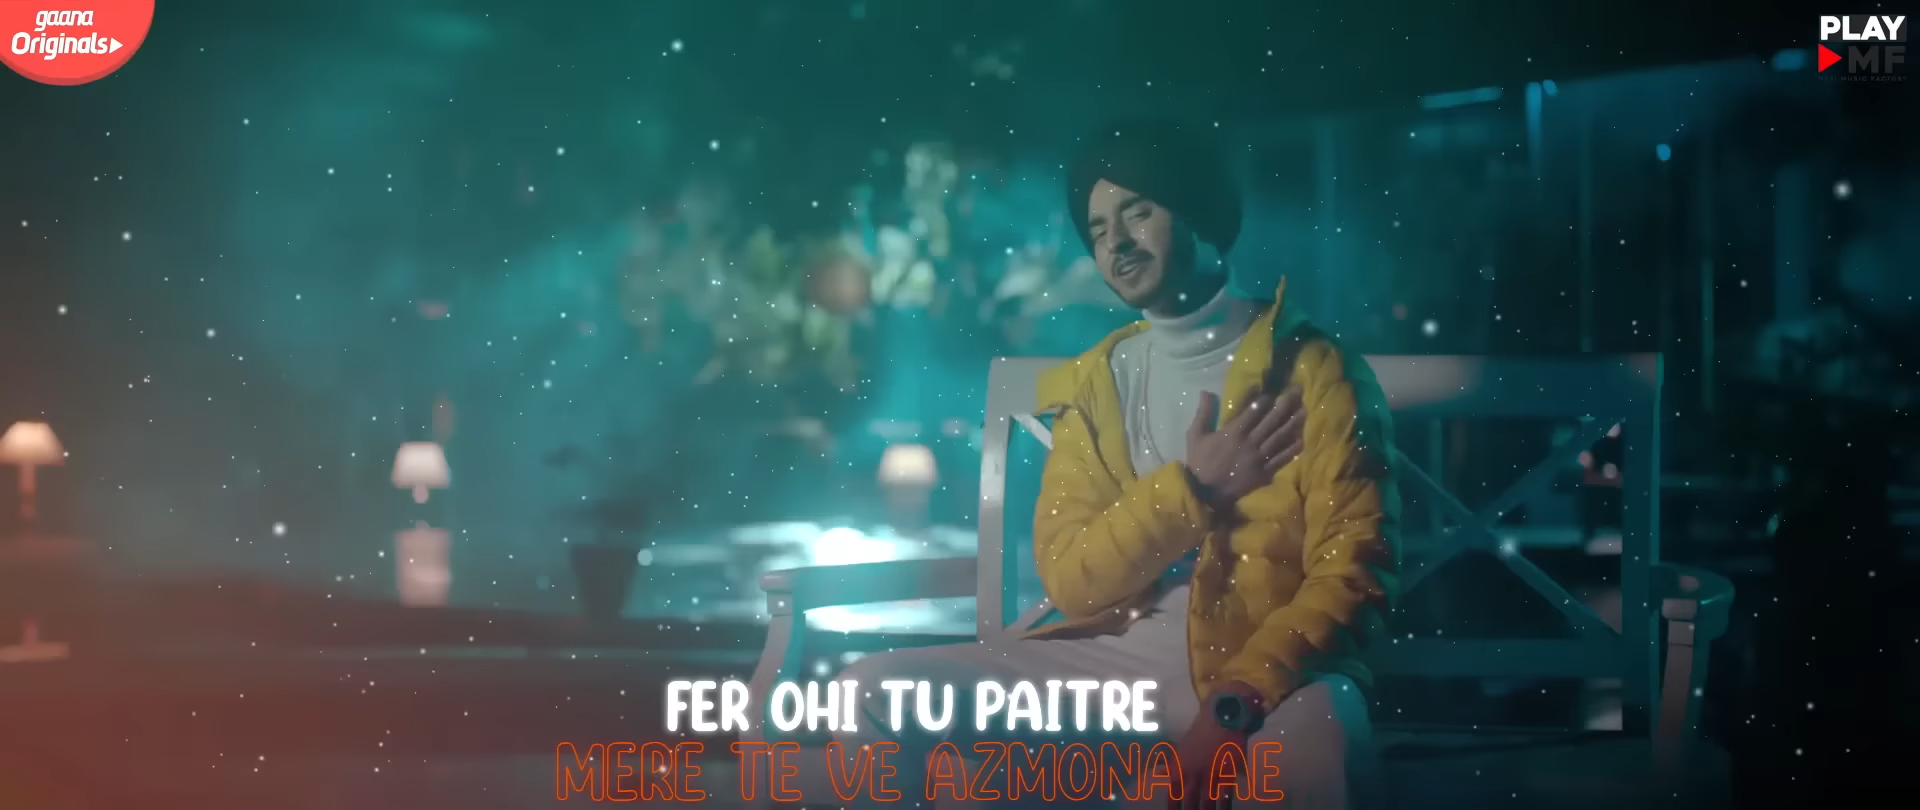 gaana
Originals
PLAY
MF
FER OHI TU PAITRE
MERE TE VE AZMONA AE